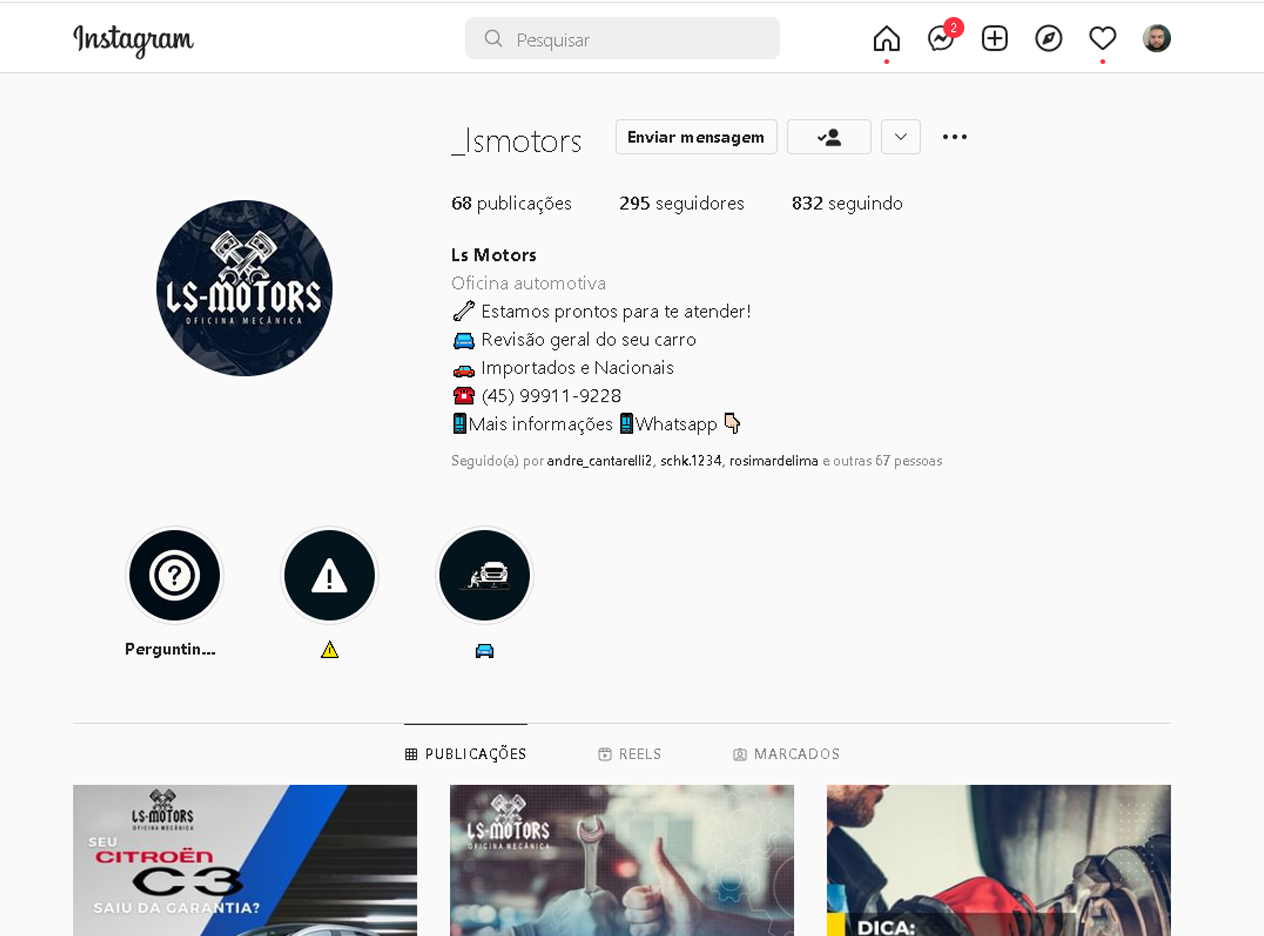 Instagram
Pesquisar
2
_lsmotors
Enviar mensagem
68 publicações 295 seguidores 832 seguindo
Ls Motors
Oficina automotiva
🔧 Estamos prontos para te atender!
🚙 Revisão geral do seu carro
🚗 Importados e Nacionais
☎️ (45) 99911-9228
📱Mais informações 📱Whatsapp 👇🏻
Seguido(a) por andre_cantarelli2, schk.1234, rosimardelima e outras 67 pessoas
LS-MOTORS
OFICINA MECÂNICA
Perguntin... ⚠️ 🚙
PUBLICAÇÕES REELS MARCADOS
LS-MOTORS
OFICINA MECÂNICA
SEU
CITROËN
C3
SAIU DA GARANTIA?
LS-MOTORS
OFICINA MECÂNICA
DICA: